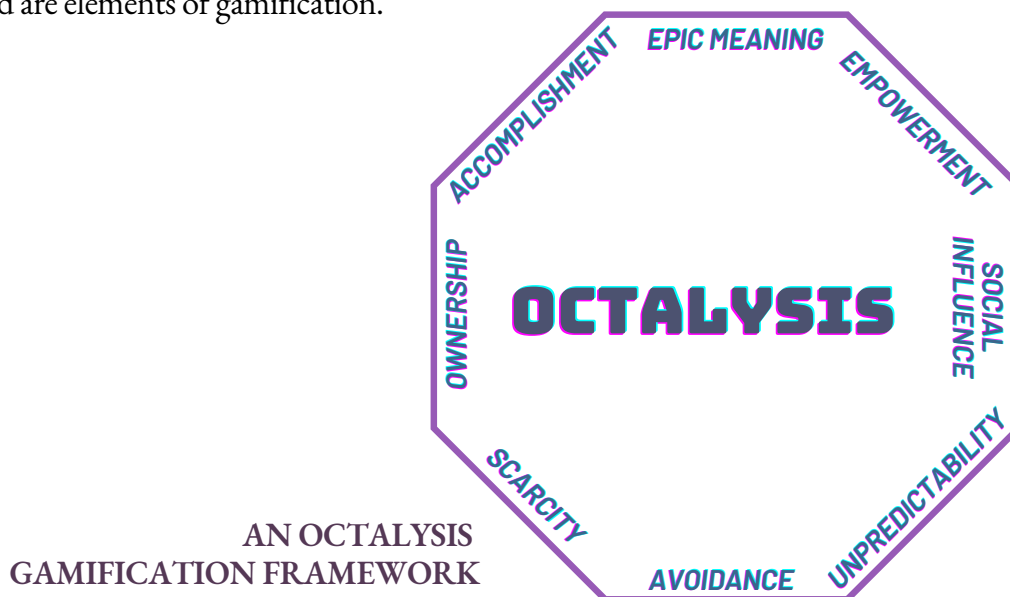 d are elements of gamification.
EPIC MEANING
ACCOMPLISHMENT
EMPOWERMENT
OWNERSHIP
OCTALYSIS
SOCIAL
INFLUENCE
SCARCITY
UNPREDICTABILITY
AVOIDANCE
AN OCTALYSIS
GAMIFICATION FRAMEWORK